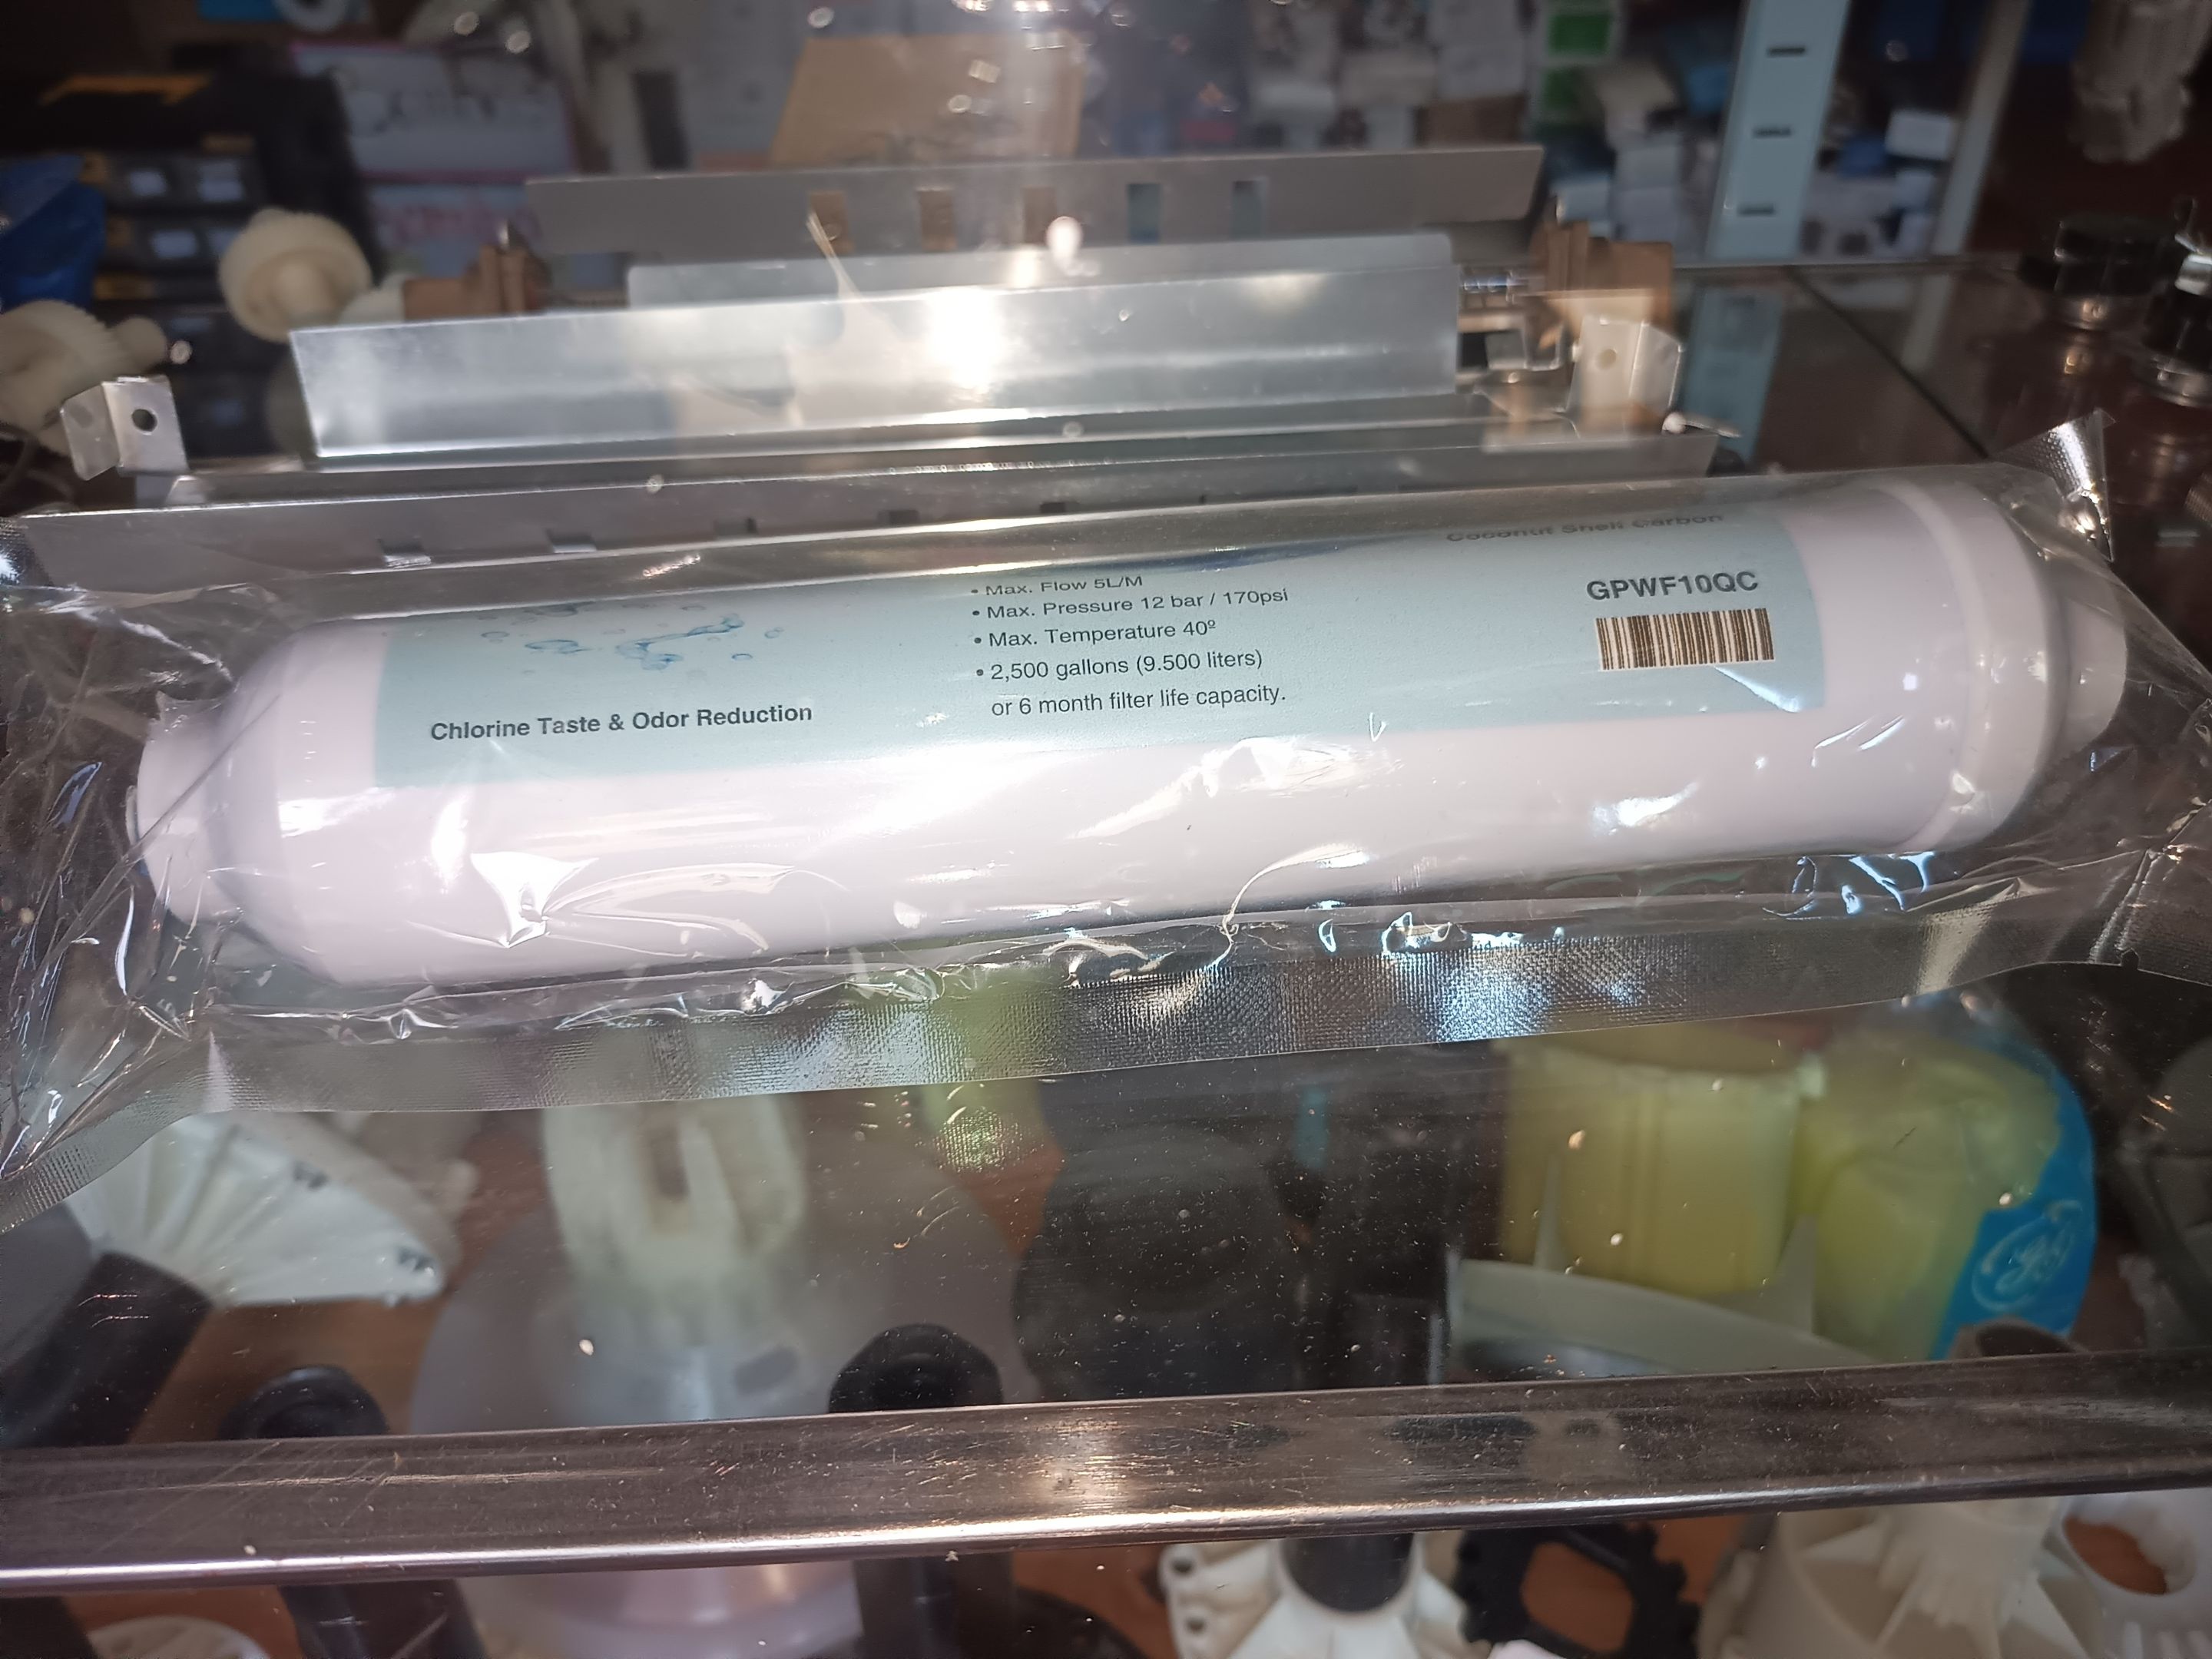 Coconut Shell Carbon
GPWF10QC
• Max. Flow 5L/M
• Max. Pressure 12 bar / 170psi
• Max. Temperature 40º
• 2,500 gallons (9.500 liters)
or 6 month filter life capacity.
Chlorine Taste & Odor Reduction